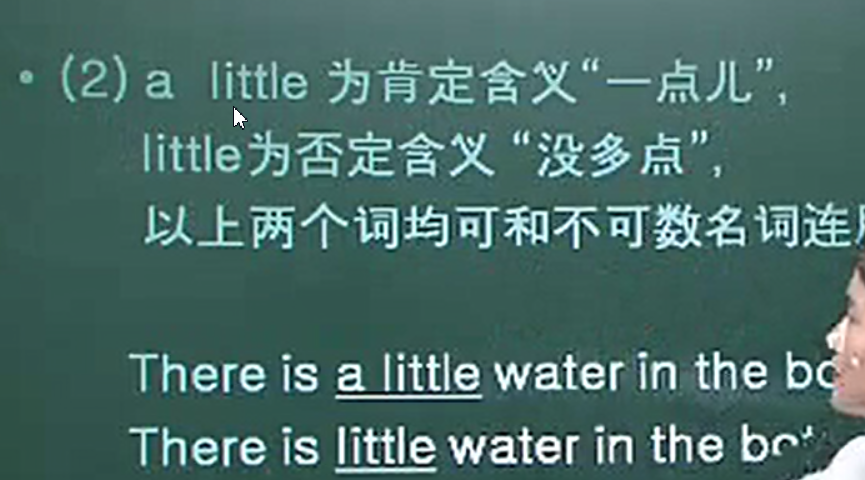 • (2) a little 为肯定含义“一点儿”,
little为否定含义“没多点”,
以上两个词均可和不可数名词连
There is a little water in the
There is little water in the